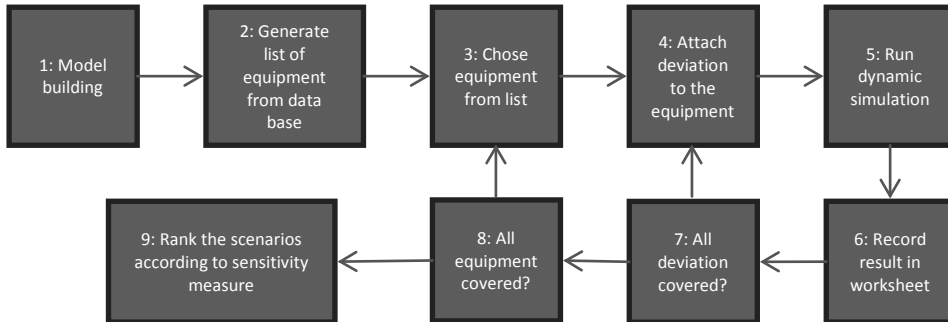 1: Model
building
2: Generate
list of
equipment
from data
base
3: Chose
equipment
from list
4: Attach
deviation
to the
equipment
5: Run
dynamic
simulation
6: Record
result in
worksheet
7: All
deviation
covered?
8: All
equipment
covered?
9: Rank the scenarios
according to sensitivity
measure